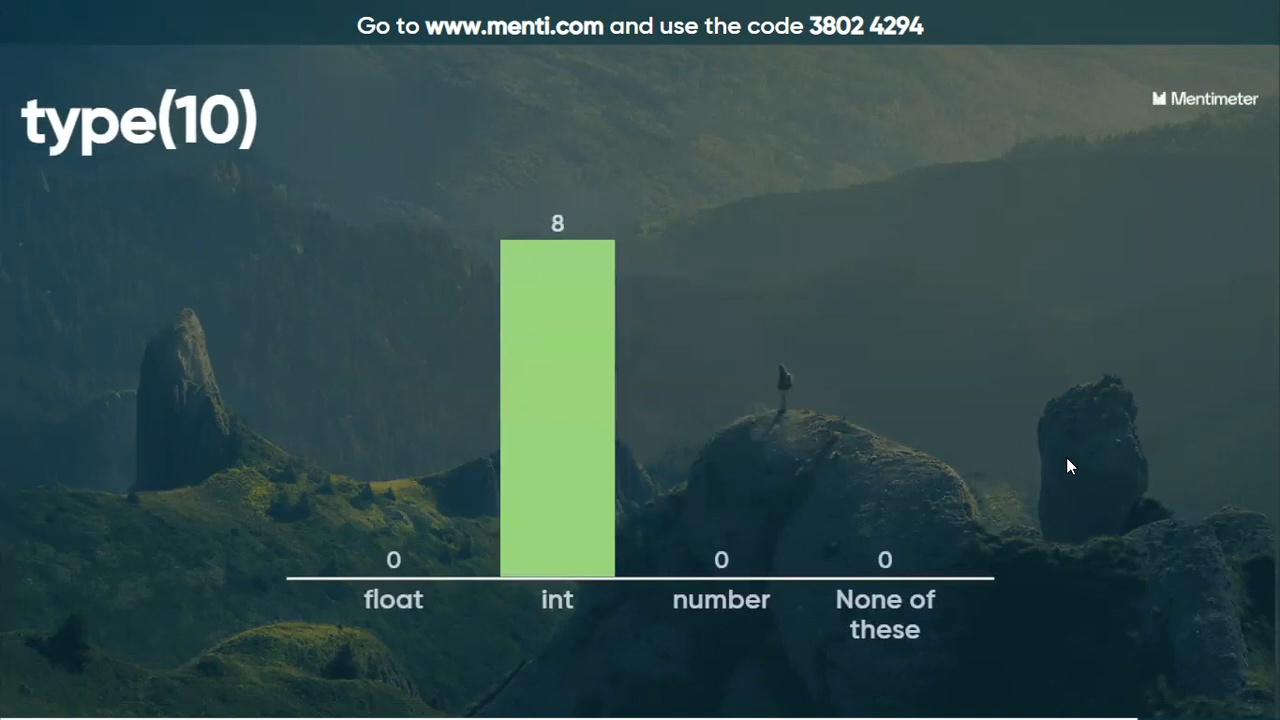 Go to www.menti.com and use the code 3802 4294
type(10)
Mentimeter
8
0
0
0
float
int
number
None of
these